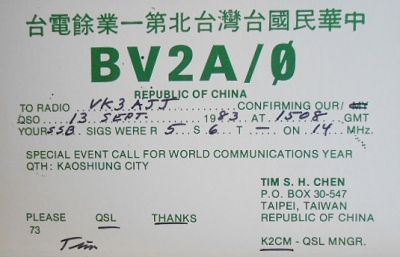 台電餘業一第北台灣台國民華中
BV2A/Ø
REPUBLIC OF CHINA
TO RADIO VK3AJJ CONFIRMING OUR/
QSO 13 SEPT. 1983 AT 1508 GMT
YOUR SSB SIGS WERE R 5 S 6 T — ON 14 MHz.
SPECIAL EVENT CALL FOR WORLD COMMUNICATIONS YEAR
QTH: KAOSHIUNG CITY
TIM S. H. CHEN
P. O. BOX 30-547
TAIPEI, TAIWAN
REPUBLIC OF CHINA
PLEASE QSL THANKS
73
Tim
K2CM - QSL MNGR.